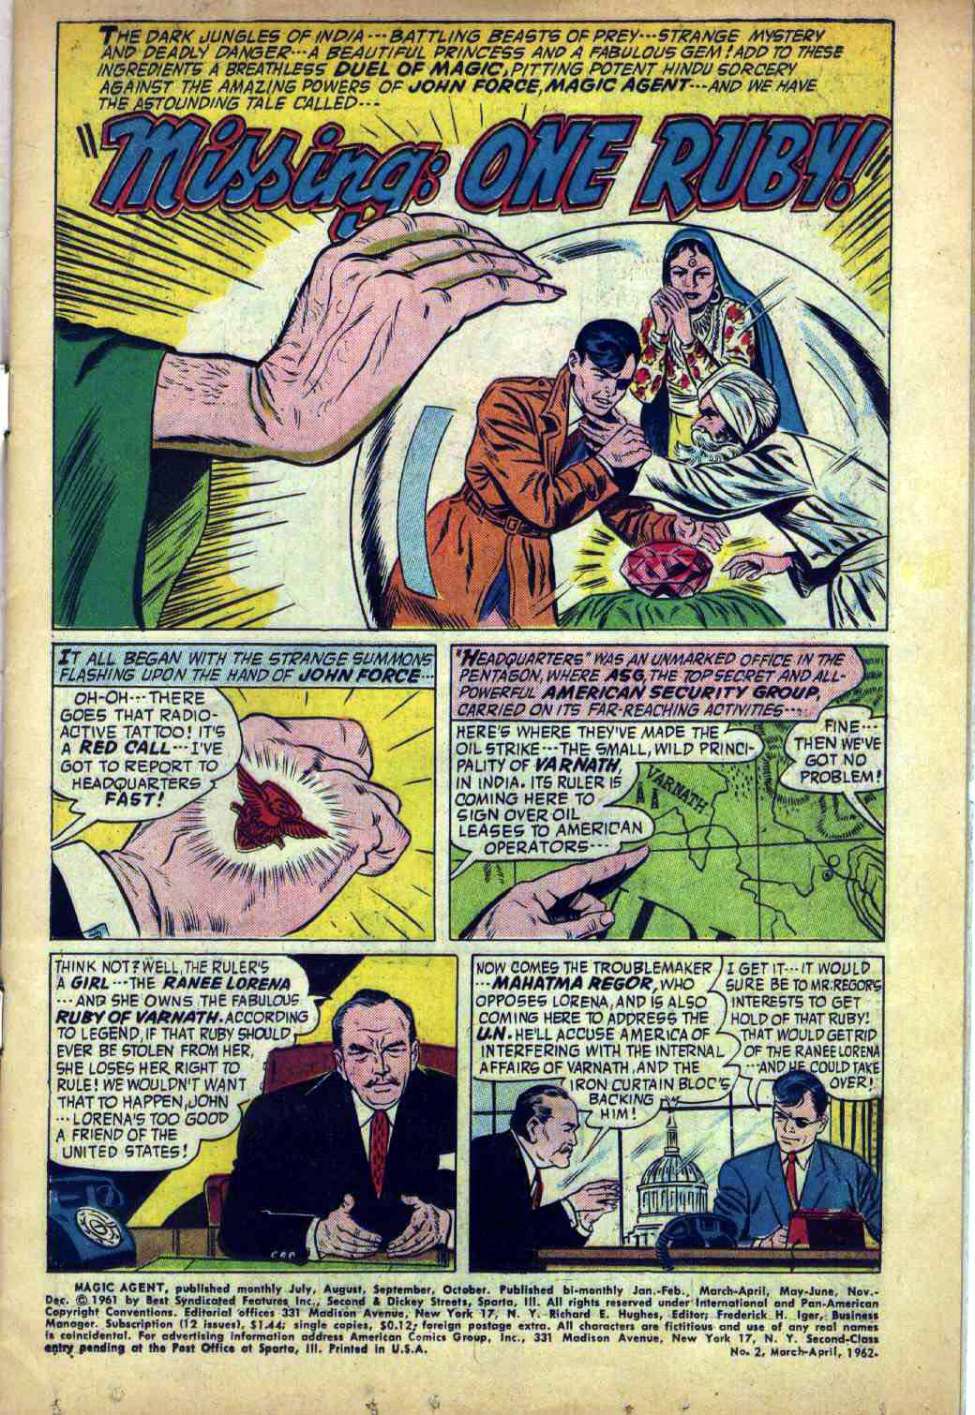 THE DARK JUNGLES OF INDIA---BATTLING BEASTS OF PREY---STRANGE MYSTERY
AND DEADLY DANGER---A BEAUTIFUL PRINCESS AND A FABULOUS GEM! ADD TO THESE
INGREDIENTS A BREATHLESS DUEL OF MAGIC, PITTING POTENT HINDU SORCERY
AGAINST THE AMAZING POWERS OF JOHN FORCE, MAGIC AGENT---AND WE HAVE
THE ASTOUNDING TALE CALLED---
"Missing: ONE RUBY!
IT ALL BEGAN WITH THE STRANGE SUMMONS
FLASHING UPON THE HAND OF JOHN FORCE---
OH-OH---THERE
GOES THAT RADIO-
ACTIVE TATTOO! IT'S
A RED CALL---I'VE
GOT TO REPORT TO
HEADQUARTERS
FAST!
"HEADQUARTERS" WAS AN UNMARKED OFFICE IN THE
PENTAGON, WHERE ASG, THE TOP SECRET AND ALL-
POWERFUL AMERICAN SECURITY GROUP,
CARRIED ON ITS FAR-REACHING ACTIVITIES---
HERE'S WHERE THEY'VE MADE THE
OIL STRIKE---THE SMALL, WILD PRINCI-
PALITY OF VARNATH,
IN INDIA. ITS RULER IS
COMING HERE TO
SIGN OVER OIL
LEASES TO AMERICAN
OPERATORS---
FINE---
THEN WE'VE
GOT NO
PROBLEM!
VARNATH
THINK NOT? WELL, THE RULER'S
A GIRL---THE RANEE LORENA
---AND SHE OWNS THE FABULOUS
RUBY OF VARNATH. ACCORDING
TO LEGEND, IF THAT RUBY SHOULD
EVER BE STOLEN FROM HER,
SHE LOSES HER RIGHT TO
RULE! WE WOULDN'T WANT
THAT TO HAPPEN, JOHN
---LORENA'S TOO GOOD
A FRIEND OF THE
UNITED STATES!
NOW COMES THE TROUBLEMAKER
---MAHATMA REGOR, WHO
OPPOSES LORENA, AND IS ALSO
COMING HERE TO ADDRESS THE
U.N. HE'LL ACCUSE AMERICA OF
INTERFERING WITH THE INTERNAL
AFFAIRS OF VARNATH, AND THE
IRON CURTAIN BLOC'S
BACKING
HIM!
I GET IT---IT WOULD
SURE BE TO MR. REGOR'S
INTERESTS TO GET
HOLD OF THAT RUBY!
THAT WOULD GET RID
OF THE RANEE LORENA
---AND HE COULD TAKE
OVER!
MAGIC AGENT, published monthly July, August, September, October. Published bi-monthly Jan.-Feb., March-April, May-June, Nov.-
Dec. © 1961 by Best Syndicated Features Inc., Second & Dickey Streets, Sparta, Ill. All rights reserved under International and Pan-American
Copyright Conventions. Editorial offices 331 Madison Avenue, New York 17, N. Y. Richard E. Hughes, Editor; Frederick H. Iger, Business
Manager. Subscription (12 issues), $1.44; single copies, $0.12; foreign postage extra. All characters are fictitious and use of any real names
is coincidental. For advertising information address American Comics Group, Inc., 331 Madison Avenue, New York 17, N. Y. Second-Class
entry pending at the Post Office at Sparta, Ill. Printed in U.S.A.
No. 2, March-April, 1962.